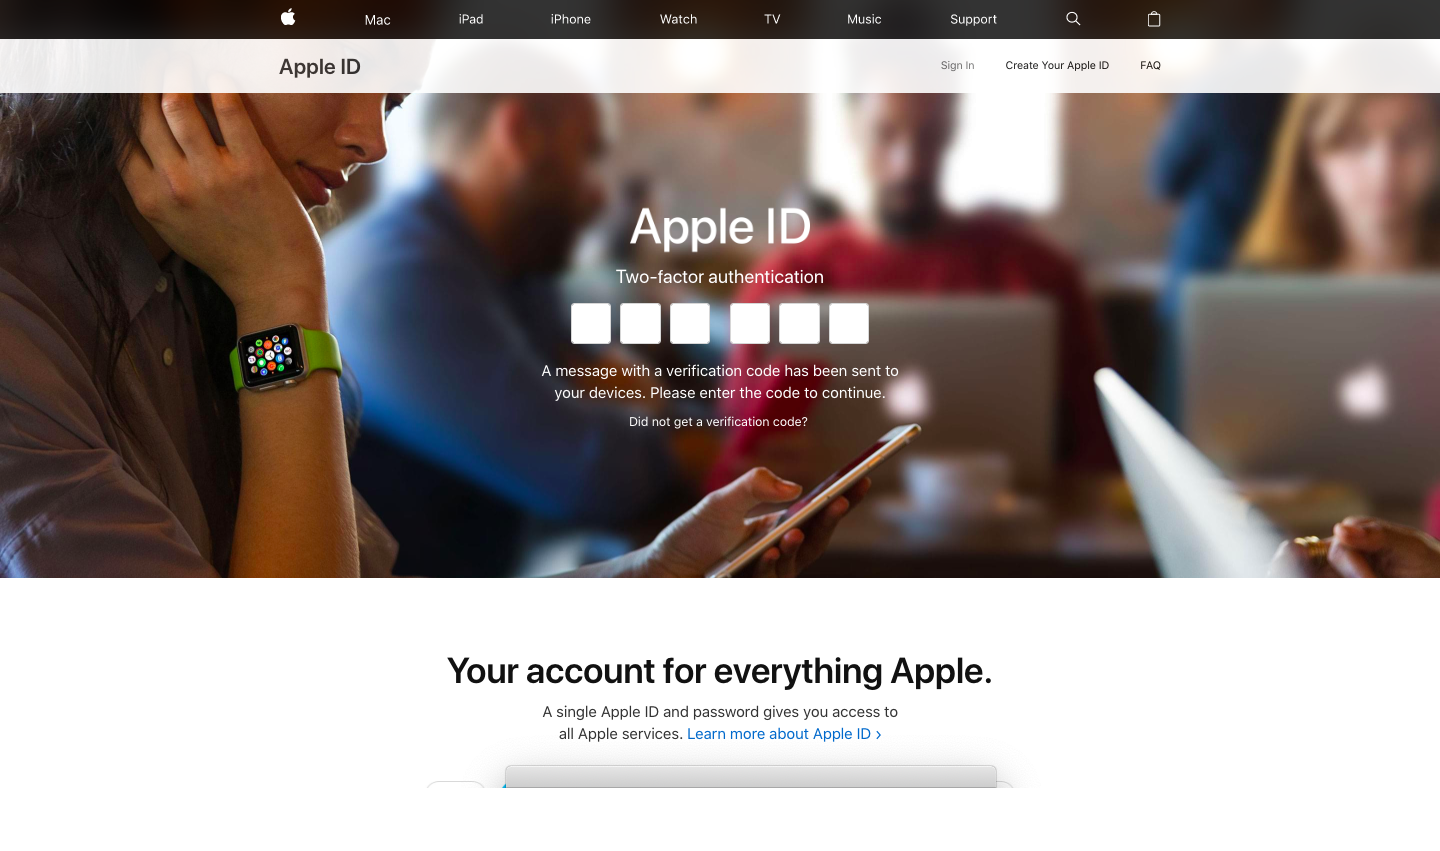 Mac
iPad
iPhone
Watch
TV
Music
Support
Apple ID
Sign In
Create Your Apple ID
FAQ
Apple ID
Two-factor authentication
A message with a verification code has been sent to
your devices. Please enter the code to continue.
Did not get a verification code?
Your account for everything Apple.
A single Apple ID and password gives you access to
all Apple services. Learn more about Apple ID ›